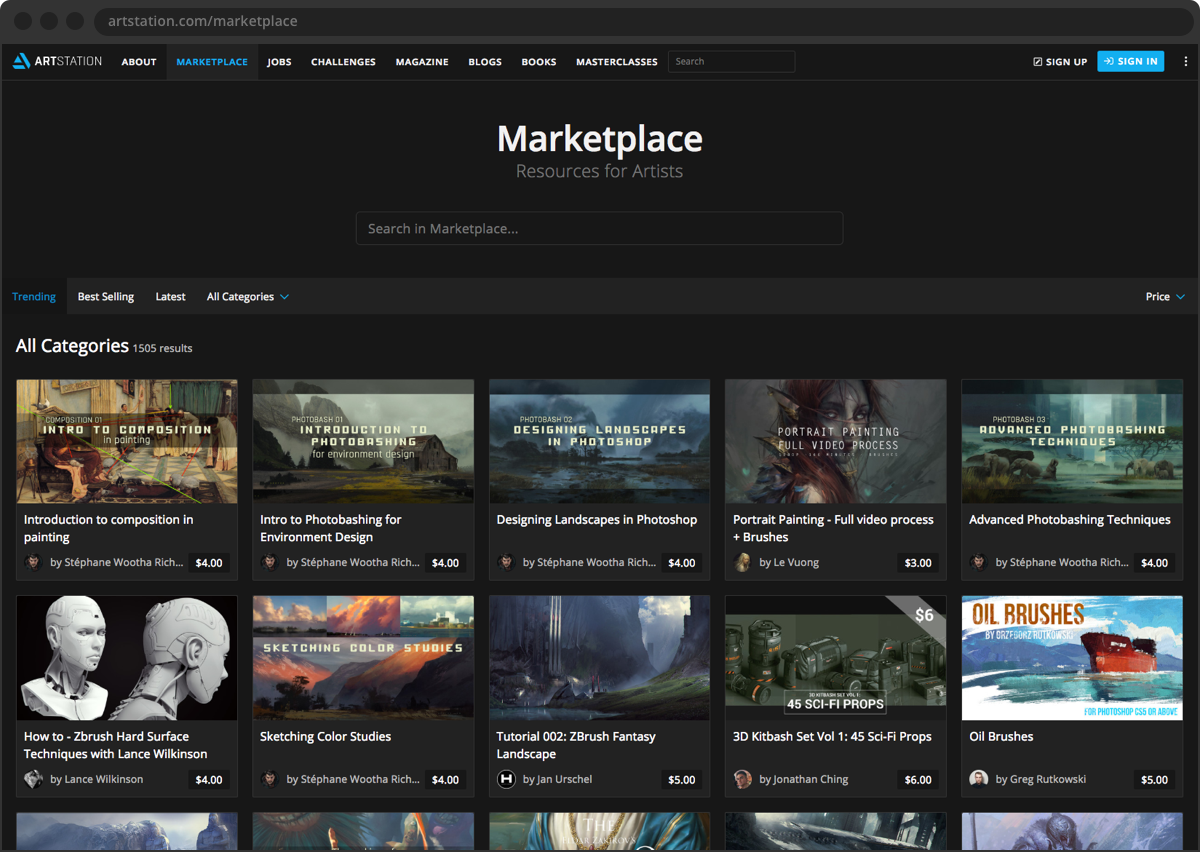 artstation.com/marketplace
ARTSTATION
ABOUT
MARKETPLACE
JOBS
CHALLENGES
MAGAZINE
BLOGS
BOOKS
MASTERCLASSES
Search
SIGN UP
SIGN IN
Marketplace
Resources for Artists
Search in Marketplace...
Trending
Best Selling
Latest
All Categories
Price
All Categories 1505 results
COMPOSITION 01
INTRO TO COMPOSITION
in painting
Introduction to composition in
painting
by Stéphane Wootha Rich...
$4.00
PHOTOBASH 01
INTRODUCTION TO
PHOTOBASHING
for environment design
Intro to Photobashing for
Environment Design
by Stéphane Wootha Rich...
$4.00
PHOTOBASH 02
DESIGNING LANDSCAPES
IN PHOTOSHOP
Designing Landscapes in Photoshop
by Stéphane Wootha Rich...
$4.00
PORTRAIT PAINTING
FULL VIDEO PROCESS
Portrait Painting - Full video process
+ Brushes
by Le Vuong
$3.00
PHOTOBASH 03
ADVANCED PHOTOBASHING
TECHNIQUES
Advanced Photobashing Techniques
by Stéphane Wootha Rich...
$4.00
How to - Zbrush Hard Surface
Techniques with Lance Wilkinson
by Lance Wilkinson
$4.00
SKETCHING COLOR STUDIES
Sketching Color Studies
by Stéphane Wootha Rich...
$4.00
Tutorial 002: ZBrush Fantasy
Landscape
H
by Jan Urschel
$5.00
$6
3D KITBASH SET VOL 1:
45 SCI-FI PROPS
3D Kitbash Set Vol 1: 45 Sci-Fi Props
by Jonathan Ching
$6.00
OIL BRUSHES
BY GRZEGORZ RUTKOWSKI
FOR PHOTOSHOP CS5 OR ABOVE
Oil Brushes
by Greg Rutkowski
$5.00
THE